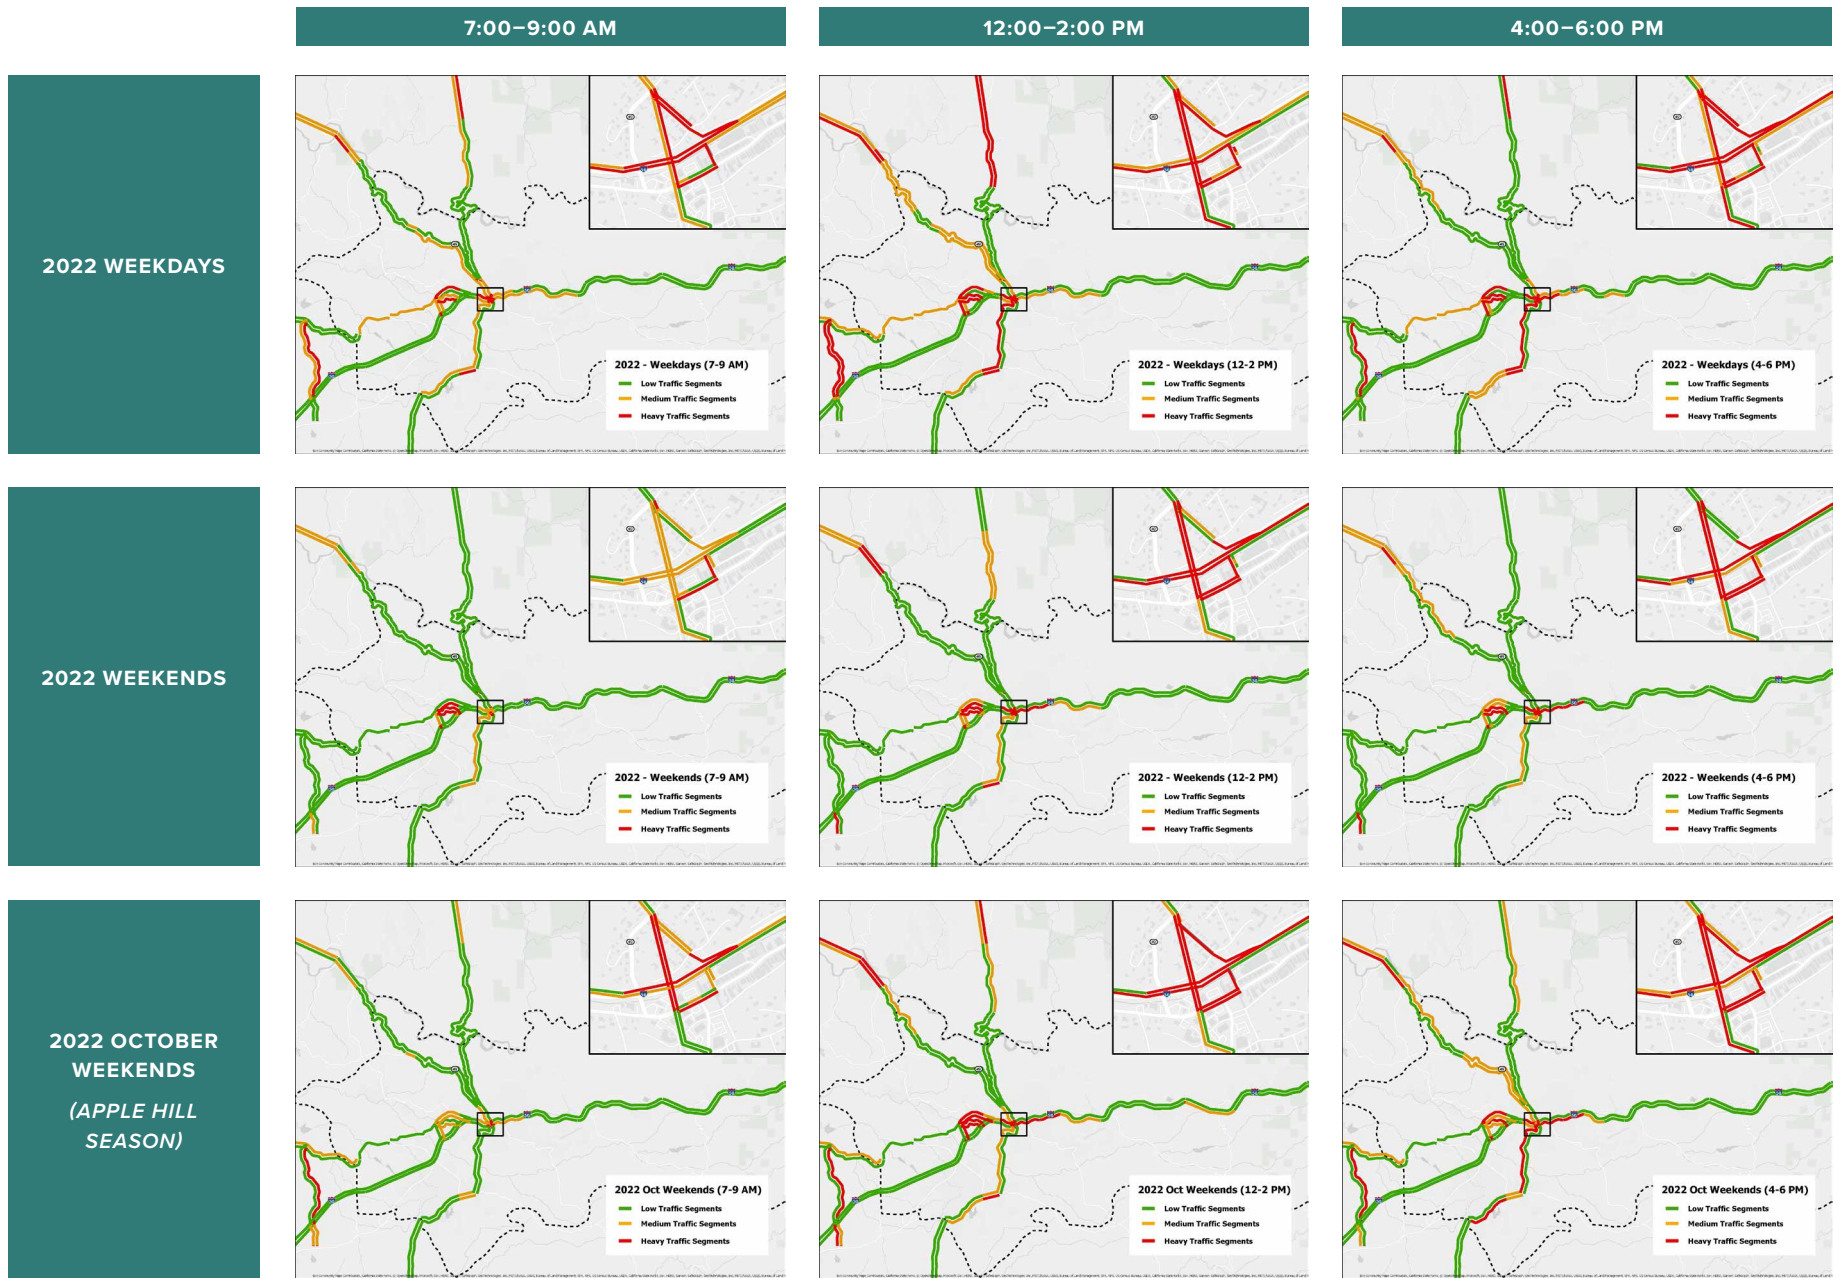 7:00–9:00 AM
12:00–2:00 PM
4:00–6:00 PM
2022 WEEKDAYS
2022 - Weekdays (7-9 AM)
Low Traffic Segments
Medium Traffic Segments
Heavy Traffic Segments
2022 - Weekdays (12-2 PM)
Low Traffic Segments
Medium Traffic Segments
Heavy Traffic Segments
2022 - Weekdays (4-6 PM)
Low Traffic Segments
Medium Traffic Segments
Heavy Traffic Segments
2022 WEEKENDS
2022 - Weekends (7-9 AM)
Low Traffic Segments
Medium Traffic Segments
Heavy Traffic Segments
2022 - Weekends (12-2 PM)
Low Traffic Segments
Medium Traffic Segments
Heavy Traffic Segments
2022 - Weekends (4-6 PM)
Low Traffic Segments
Medium Traffic Segments
Heavy Traffic Segments
2022 OCTOBER
WEEKENDS
(APPLE HILL
SEASON)
2022 Oct Weekends (7-9 AM)
Low Traffic Segments
Medium Traffic Segments
Heavy Traffic Segments
2022 Oct Weekends (12-2 PM)
Low Traffic Segments
Medium Traffic Segments
Heavy Traffic Segments
2022 Oct Weekends (4-6 PM)
Low Traffic Segments
Medium Traffic Segments
Heavy Traffic Segments